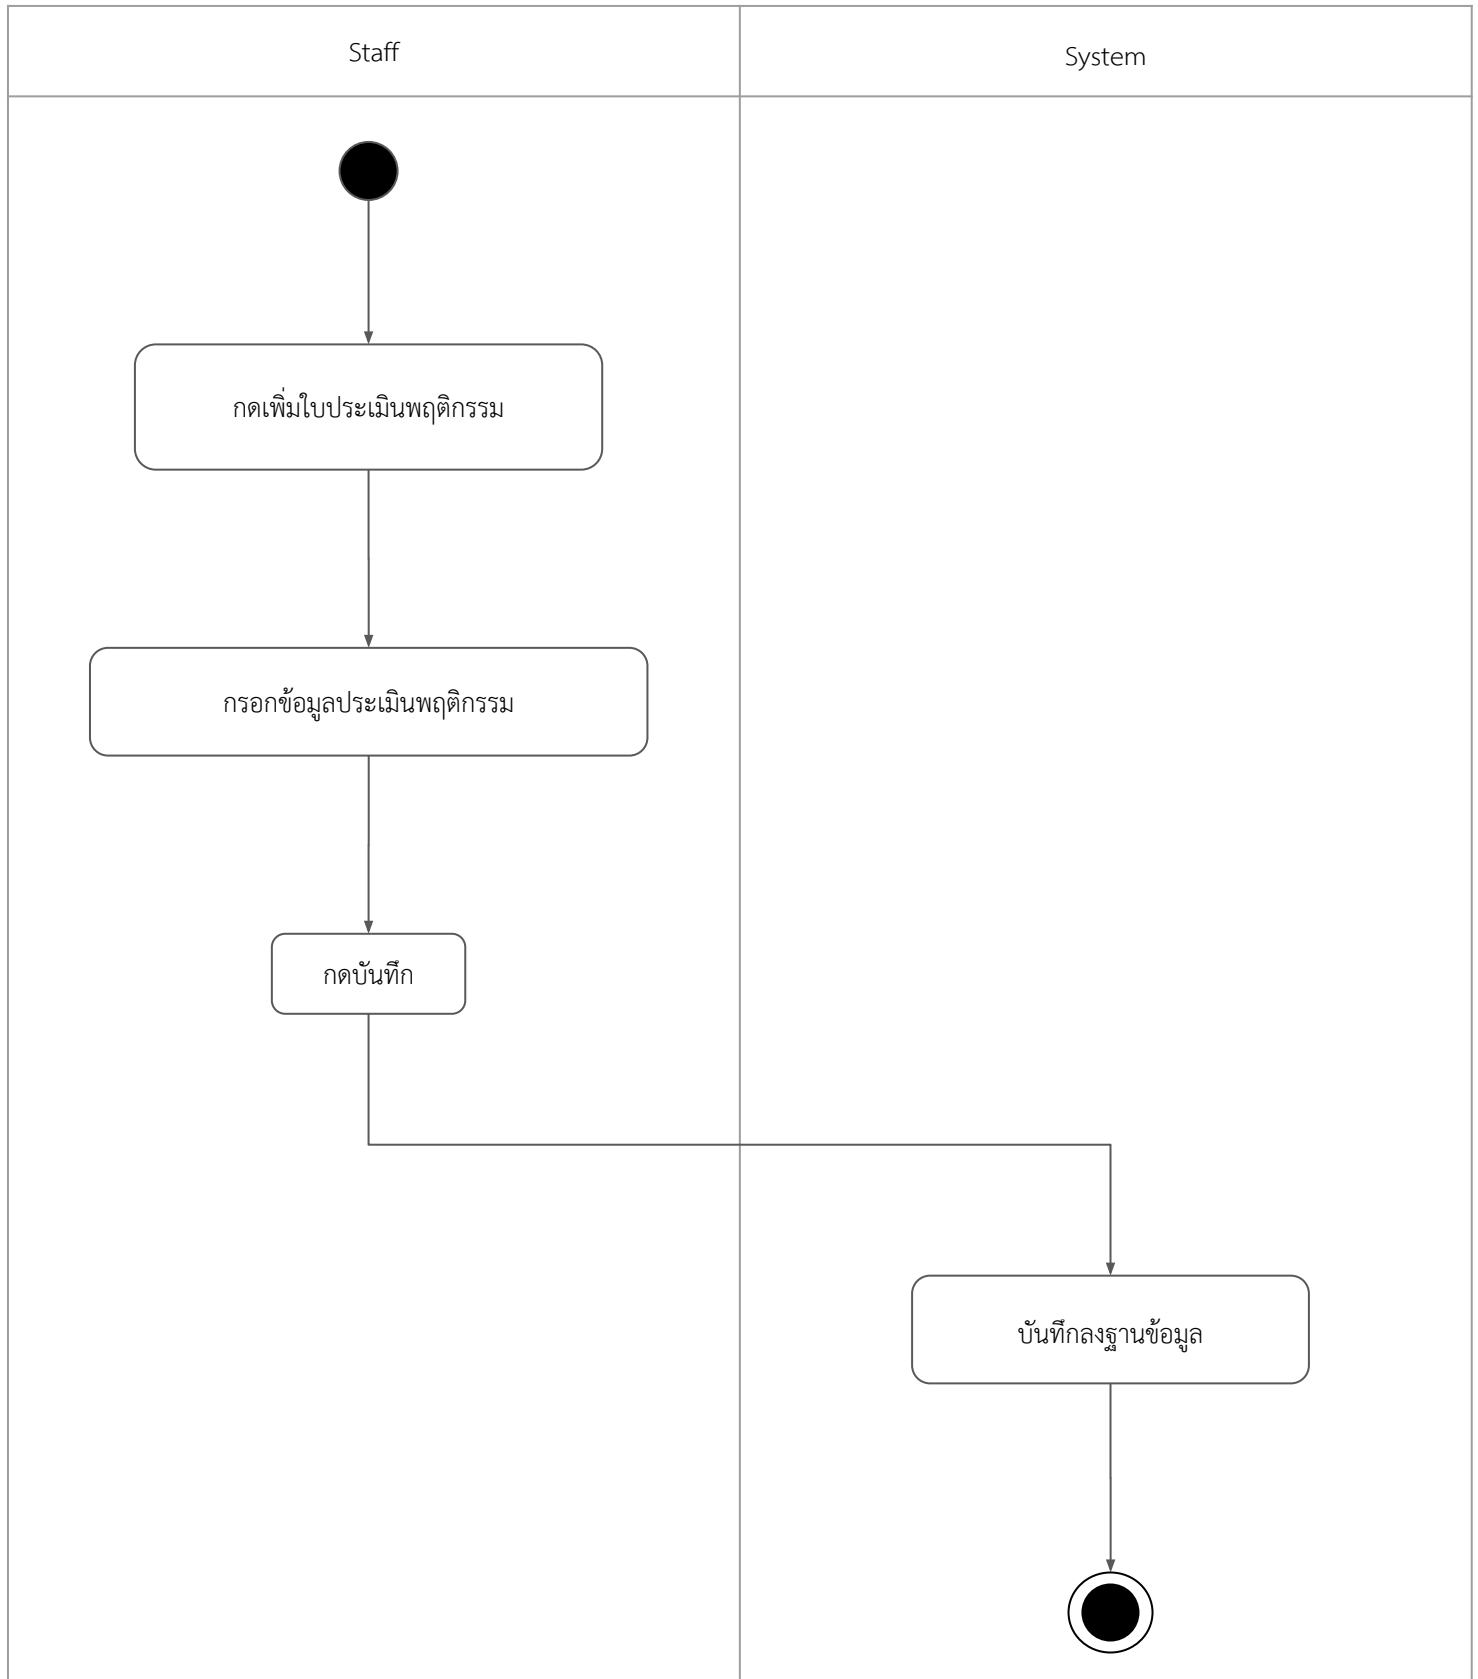 Staff
System
กดเพิ่มใบประเมินพฤติกรรม
กรอกข้อมูลประเมินพฤติกรรม
กดบันทึก
บันทึกลงฐานข้อมูล